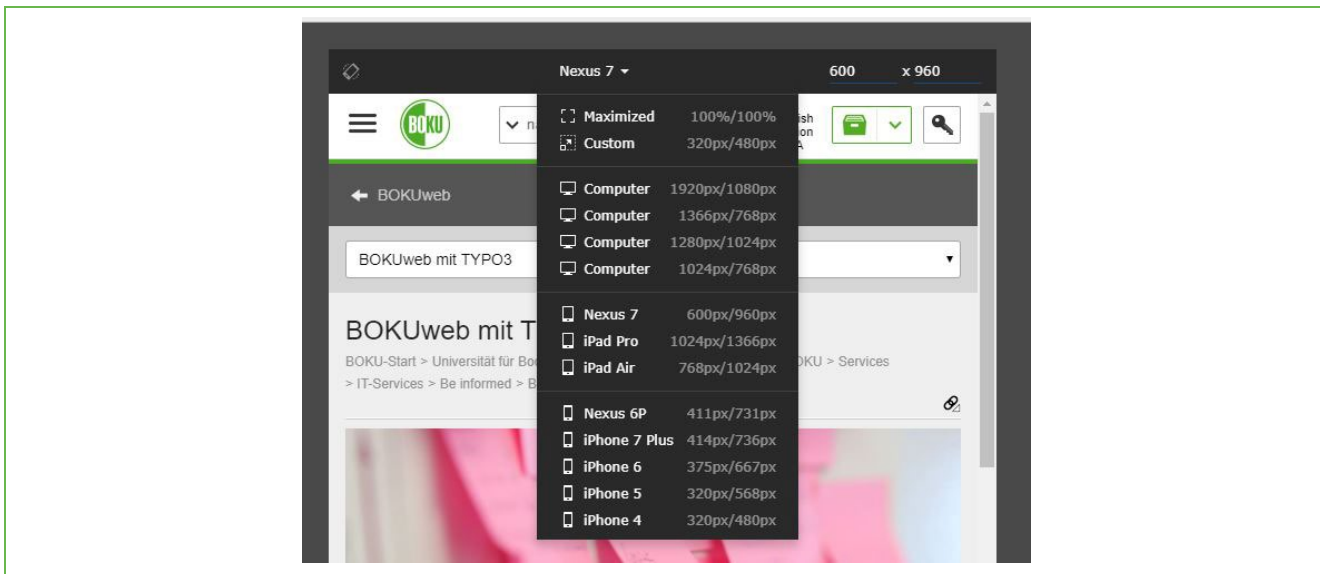 Nexus 7 600 x 960
BOKU
Maximized 100%/100%
Custom 320px/480px
BOKUweb
Computer 1920px/1080px
Computer 1366px/768px
Computer 1280px/1024px
BOKUweb mit TYPO3
Computer 1024px/768px
Nexus 7 600px/960px
BOKUweb mit T
iPad Pro 1024px/1366px
BOKU-Start > Universität für Bo
iPad Air 768px/1024px
> Services
> IT-Services > Be informed > B
Nexus 6P 411px/731px
iPhone 7 Plus 414px/736px
iPhone 6 375px/667px
iPhone 5 320px/568px
iPhone 4 320px/480px